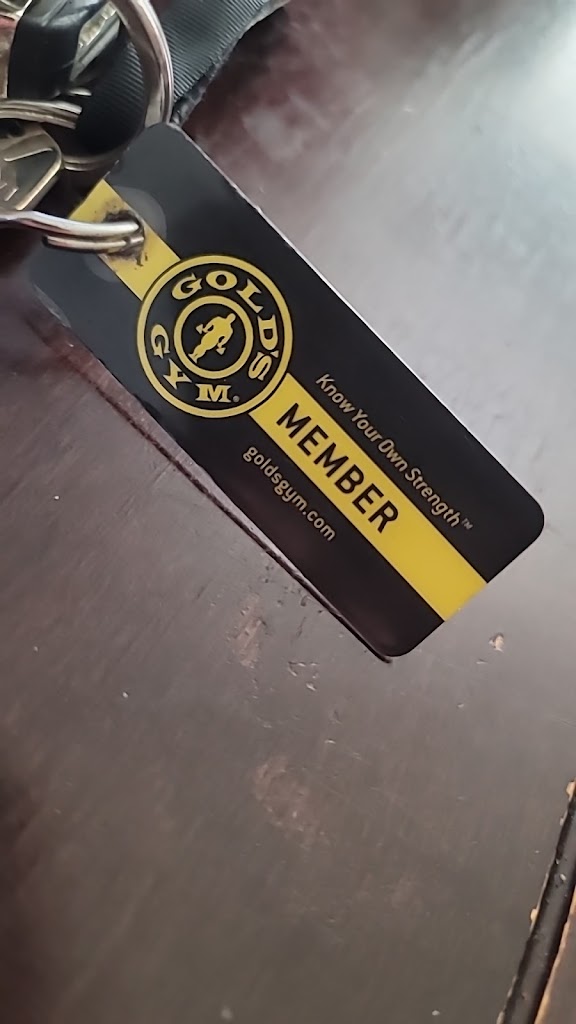 GOLD'S
GYM®
Know Your Own Strength™
MEMBER
goldsgym.com